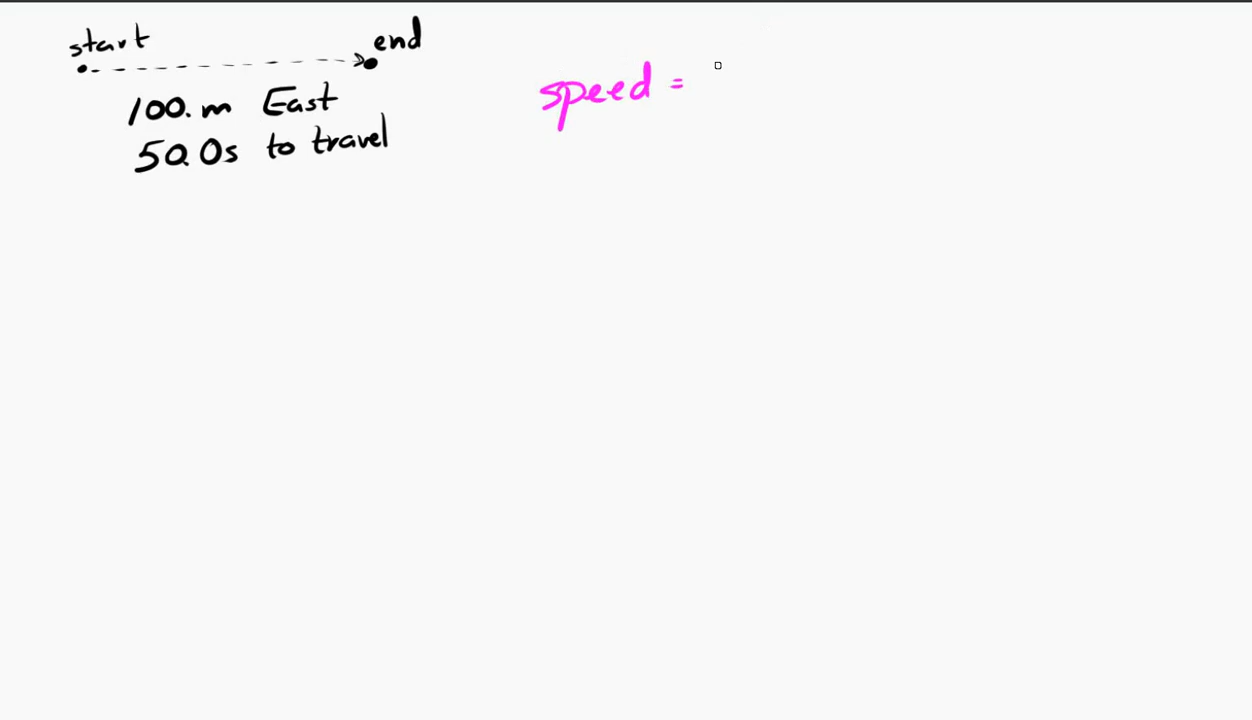 start
end
100. m East
50.0s to travel
speed =